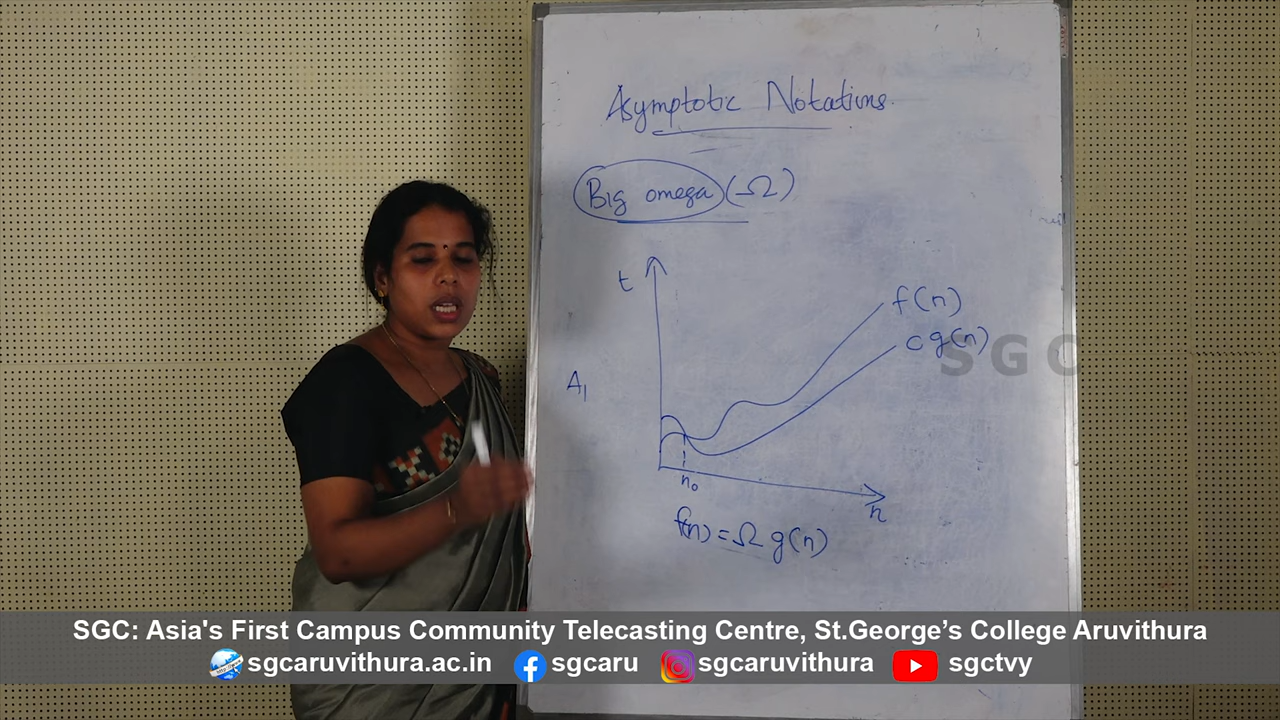 Asymptotic Notations.
Big omega (Ω)
t
f(n)
c g(n)
SGC
A1
n0
n
f(n) = Ω g(n)
SGC: Asia's First Campus Community Telecasting Centre, St.George’s College Aruvithura
sgcaruvithura.ac.in sgcaru sgcaruvithura sgctvy